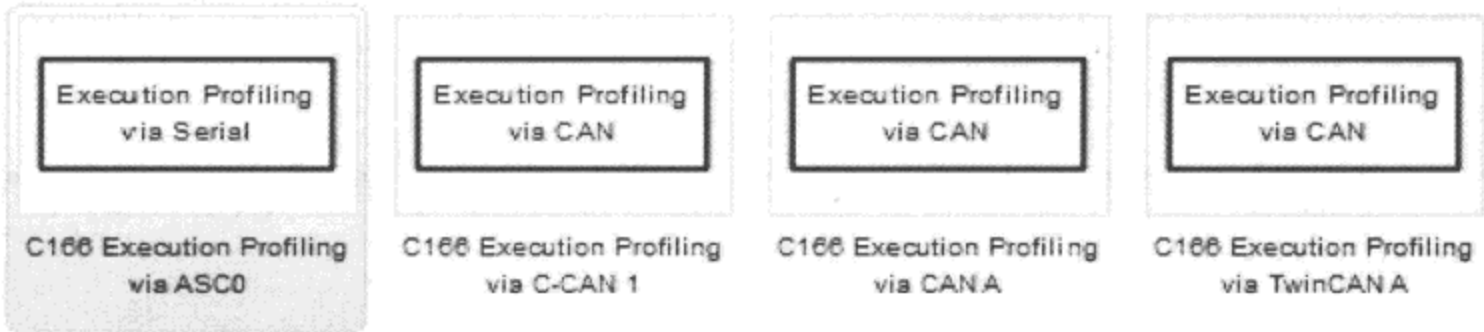 Execution Profiling
via Serial
C166 Execution Profiling
via ASC0
Execution Profiling
via CAN
C166 Execution Profiling
via C-CAN 1
Execution Profiling
via CAN
C166 Execution Profiling
via CAN A
Execution Profiling
via CAN
C166 Execution Profiling
via TwinCAN A